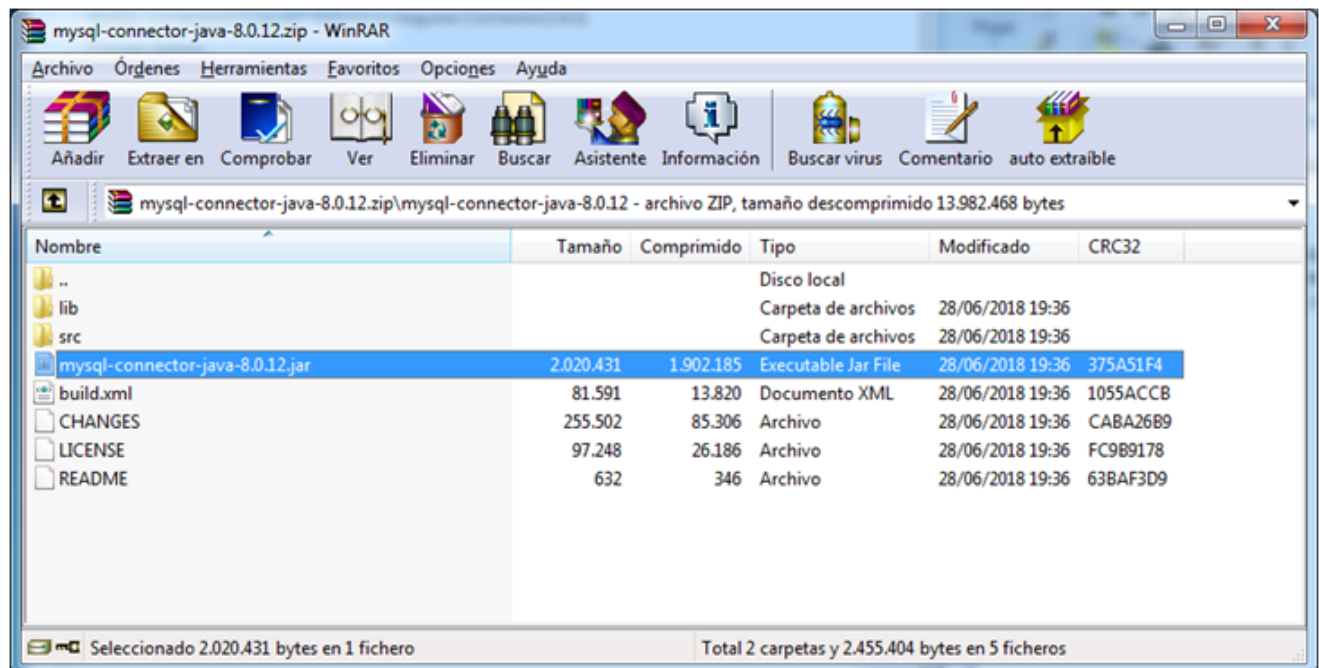 mysql-connector-java-8.0.12.zip - WinRAR
Archivo Órdenes Herramientas Favoritos Opciones Ayuda
Añadir Extraer en Comprobar Ver Eliminar Buscar Asistente Información Buscar virus Comentario auto extraíble
mysql-connector-java-8.0.12.zip\mysql-connector-java-8.0.12 - archivo ZIP, tamaño descomprimido 13.982.468 bytes
Nombre Tamaño Comprimido Tipo Modificado CRC32
.. Disco local
lib Carpeta de archivos 28/06/2018 19:36
src Carpeta de archivos 28/06/2018 19:36
mysql-connector-java-8.0.12.jar 2.020.431 1.902.185 Executable Jar File 28/06/2018 19:36 375A51F4
build.xml 81.591 13.820 Documento XML 28/06/2018 19:36 1055ACCB
CHANGES 255.502 85.306 Archivo 28/06/2018 19:36 CABA26B9
LICENSE 97.248 26.186 Archivo 28/06/2018 19:36 FC9B9178
README 632 346 Archivo 28/06/2018 19:36 63BAF3D9
Seleccionado 2.020.431 bytes en 1 fichero Total 2 carpetas y 2.455.404 bytes en 5 ficheros